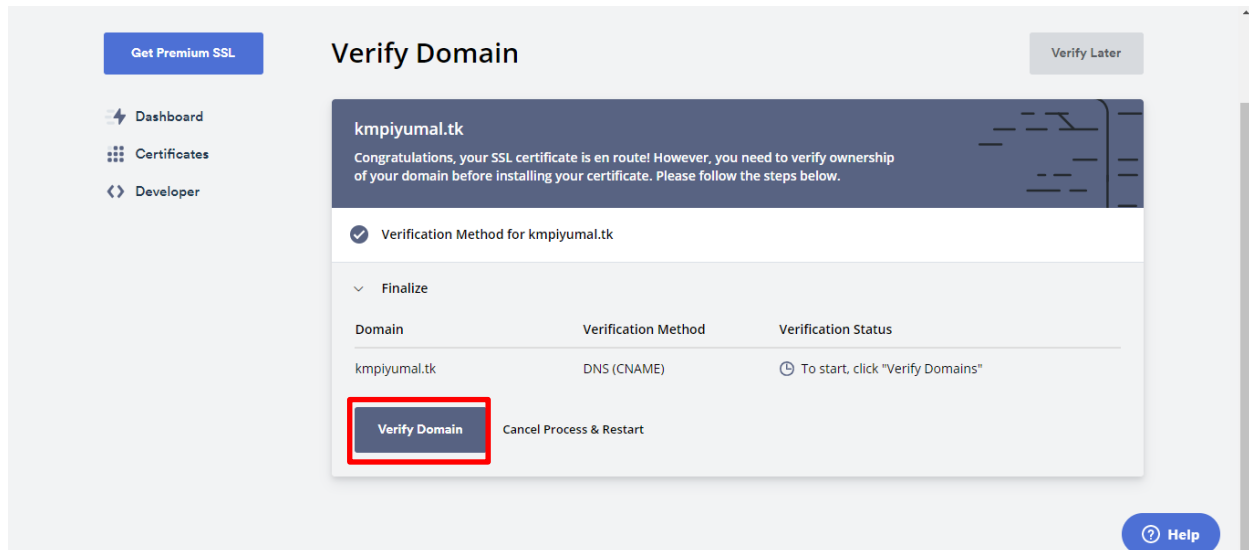 Get Premium SSL
Verify Domain
Verify Later
Dashboard
Certificates
Developer
kmpiyumal.tk
Congratulations, your SSL certificate is en route! However, you need to verify ownership
of your domain before installing your certificate. Please follow the steps below.
Verification Method for kmpiyumal.tk
Finalize
Domain Verification Method Verification Status
kmpiyumal.tk DNS (CNAME) To start, click "Verify Domains"
Verify Domain Cancel Process & Restart
Help